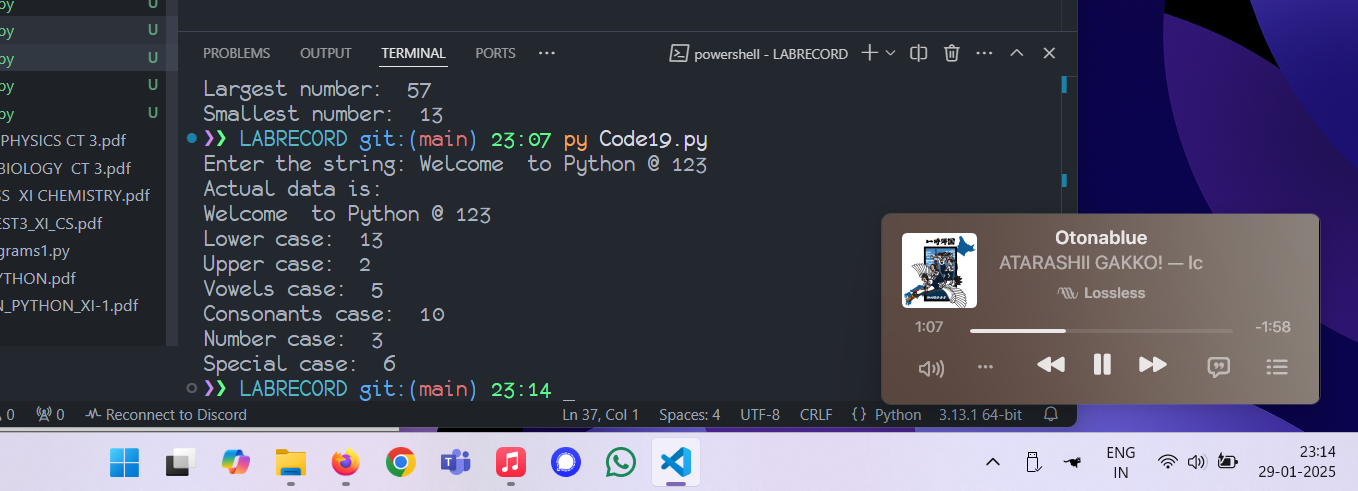 py U
py U
py U
py U
py U
PHYSICS CT 3.pdf
BIOLOGY CT 3.pdf
SS XI CHEMISTRY.pdf
EST3_XI_CS.pdf
grams1.py
YTHON.pdf
N_PYTHON_XI-1.pdf
PROBLEMS OUTPUT TERMINAL PORTS ··· powershell - LABRECORD
Largest number:  57
Smallest number:  13
❯❯ LABRECORD git:(main) 23:07 py Code19.py
Enter the string: Welcome  to Python @ 123
Actual data is:
Welcome  to Python @ 123
Lower case:  13
Upper case:  2
Vowels case:  5
Consonants case:  10
Number case:  3
Special case:  6
❯❯ LABRECORD git:(main) 23:14 _
0 0 Reconnect to Discord Ln 37, Col 1 Spaces: 4 UTF-8 CRLF {} Python 3.13.1 64-bit
Otonablue
ATARASHII GAKKO! — Ic
Lossless
1:07 -1:58
ENG
IN
23:14
29-01-2025